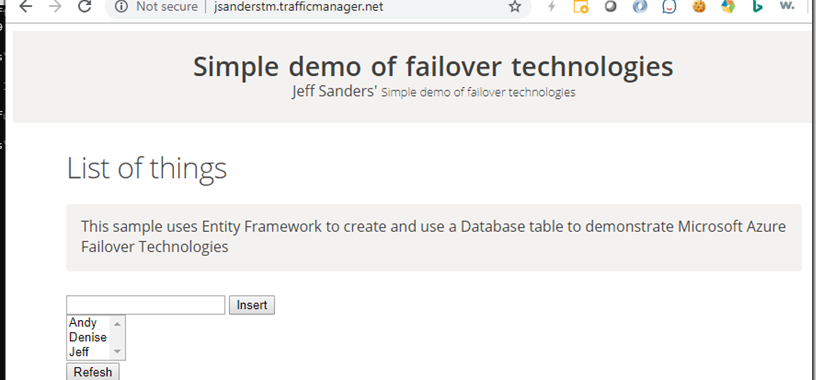 Not secure | jsanderstm.trafficmanager.net
Simple demo of failover technologies
Jeff Sanders' Simple demo of failover technologies
List of things
This sample uses Entity Framework to create and use a Database table to demonstrate Microsoft Azure
Failover Technologies
Insert
Andy
Denise
Jeff
Refesh